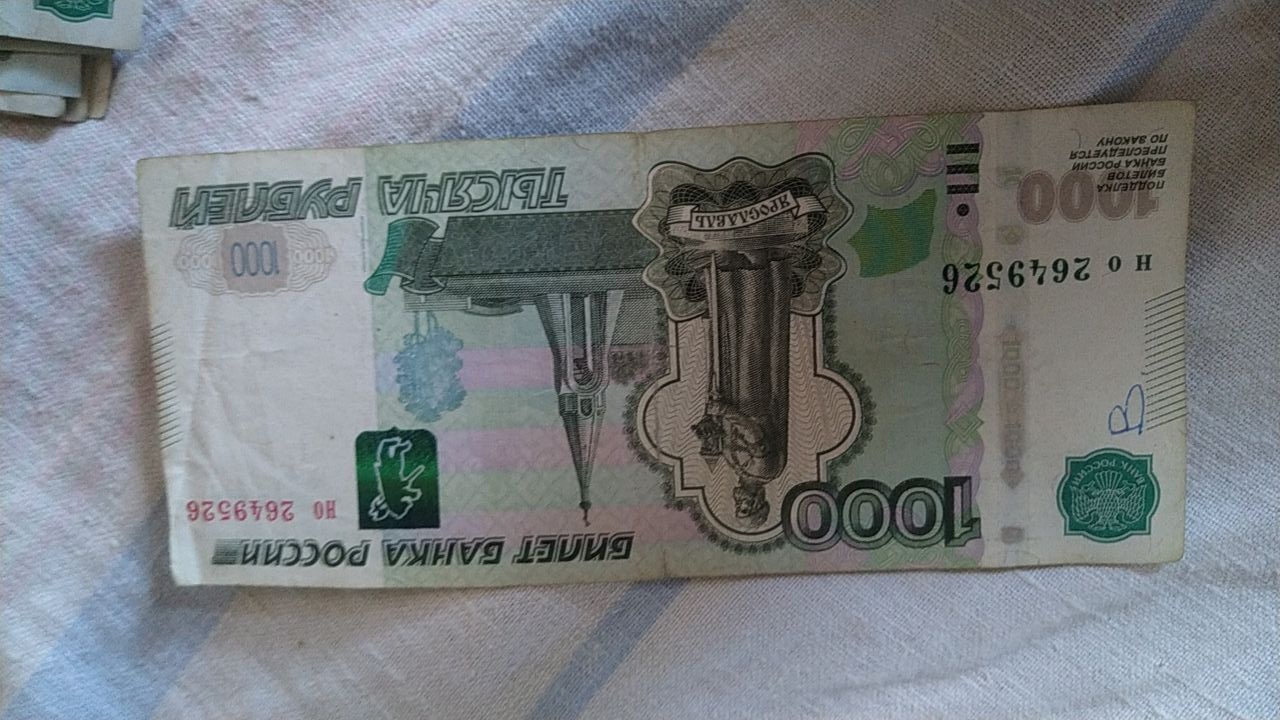 БИЛЕТ БАНКА РОССИИ
1000
БАНК РОССИИ
но 2649526
В
1000
Но 2649526
ЯРОСЛАВЛЬ
1000
ТЫСЯЧА РУБЛЕЙ
ПОДДЕЛКА
БИЛЕТОВ
БАНКА РОССИИ
ПРЕСЛЕДУЕТСЯ
ПО ЗАКОНУ
1000